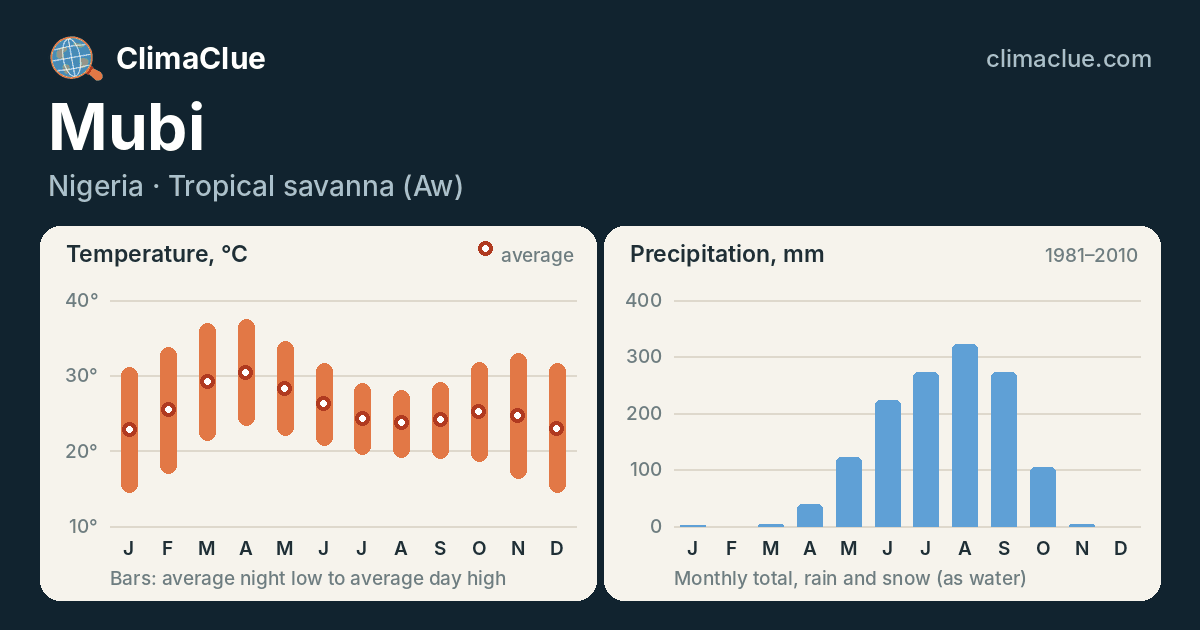 ClimaClue
climaclue.com
Mubi
Nigeria · Tropical savanna (Aw)
Temperature, °C
average
40°
30°
20°
10°
J F M A M J J A S O N D
Bars: average night low to average day high
Precipitation, mm
1981–2010
400
300
200
100
0
J F M A M J J A S O N D
Monthly total, rain and snow (as water)